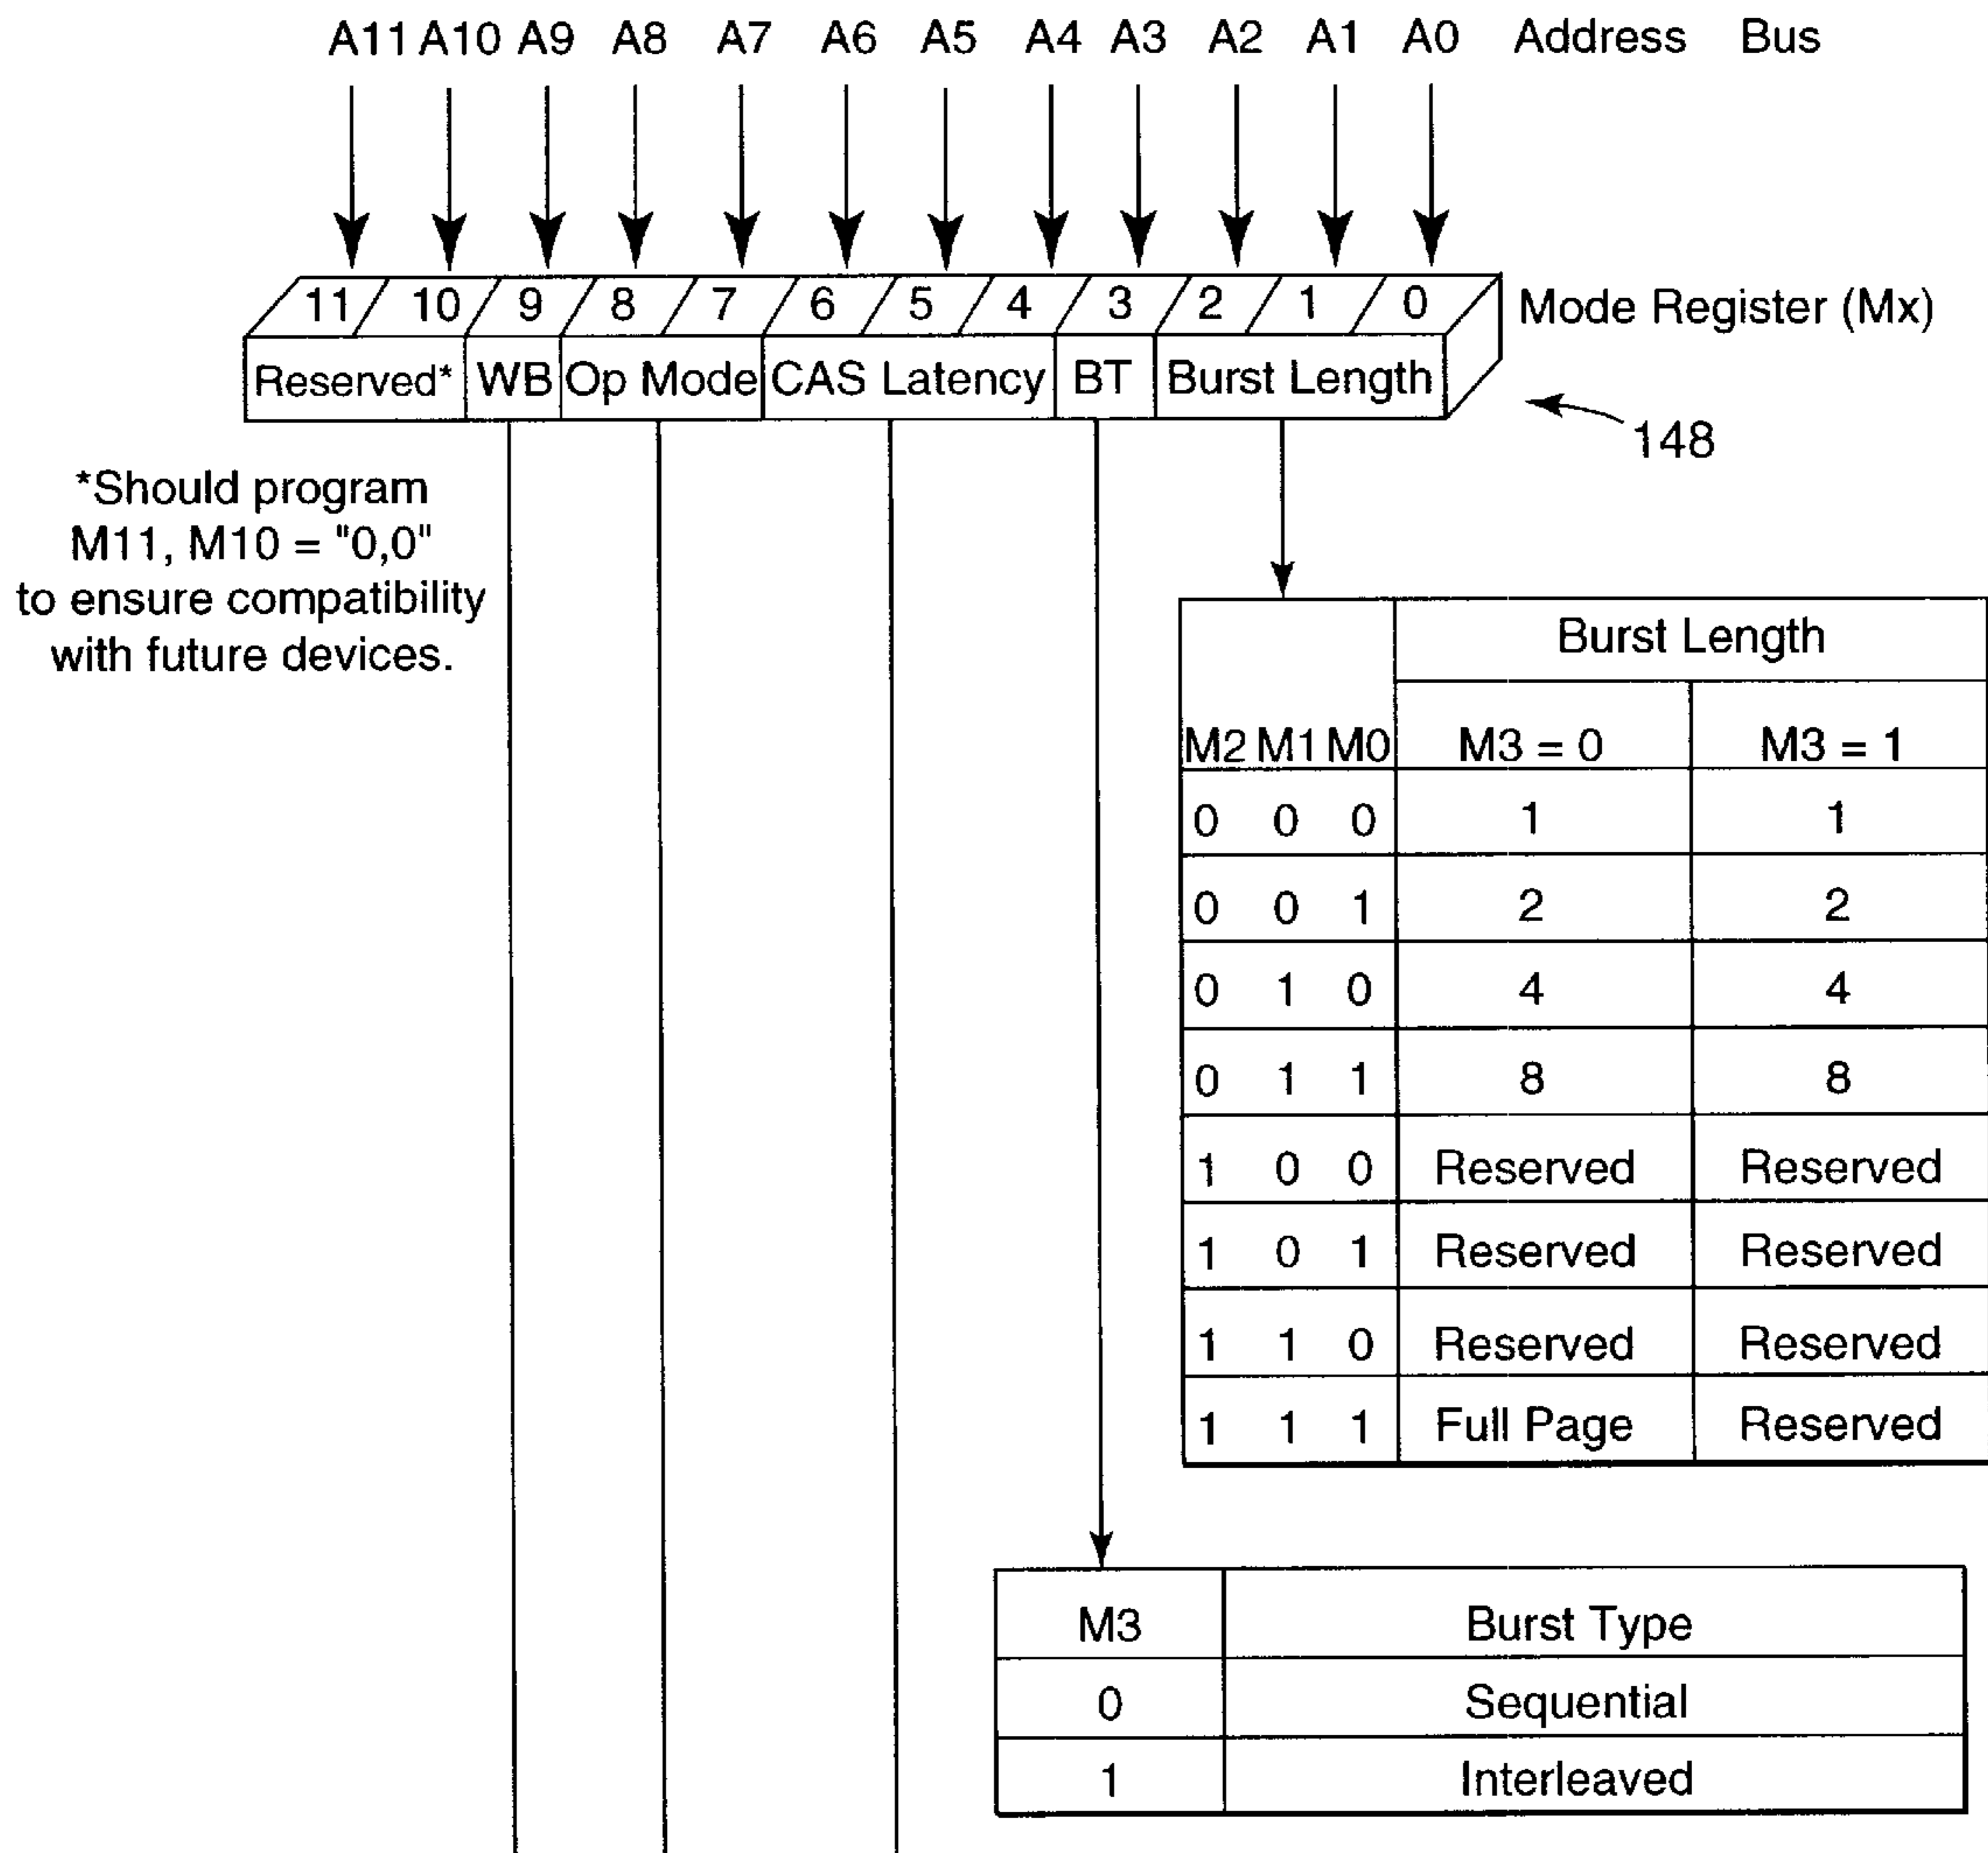 A11 A10 A9 A8 A7 A6 A5 A4 A3 A2 A1 A0 Address Bus
11 10 9 8 7 6 5 4 3 2 1 0 Mode Register (Mx)
Reserved* WB Op Mode CAS Latency BT Burst Length
148
*Should program
M11, M10 = "0,0"
to ensure compatibility
with future devices.
Burst Length
M2 M1 M0 M3 = 0 M3 = 1
0 0 0 1 1
0 0 1 2 2
0 1 0 4 4
0 1 1 8 8
1 0 0 Reserved Reserved
1 0 1 Reserved Reserved
1 1 0 Reserved Reserved
1 1 1 Full Page Reserved
M3 Burst Type
0 Sequential
1 Interleaved